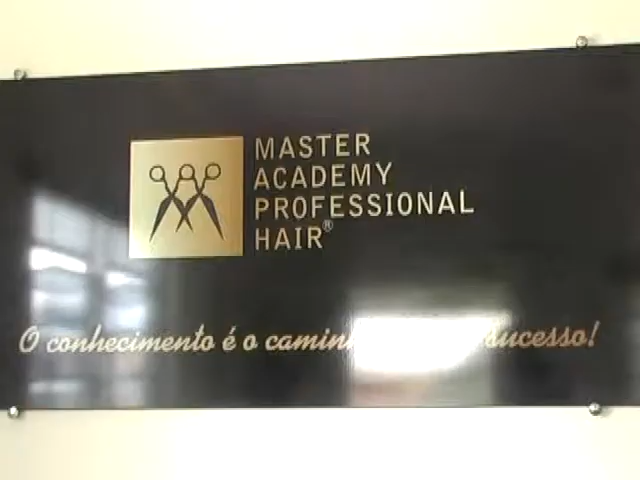 MASTER
ACADEMY
PROFESSIONAL
HAIR®
O conhecimento é o sucesso!